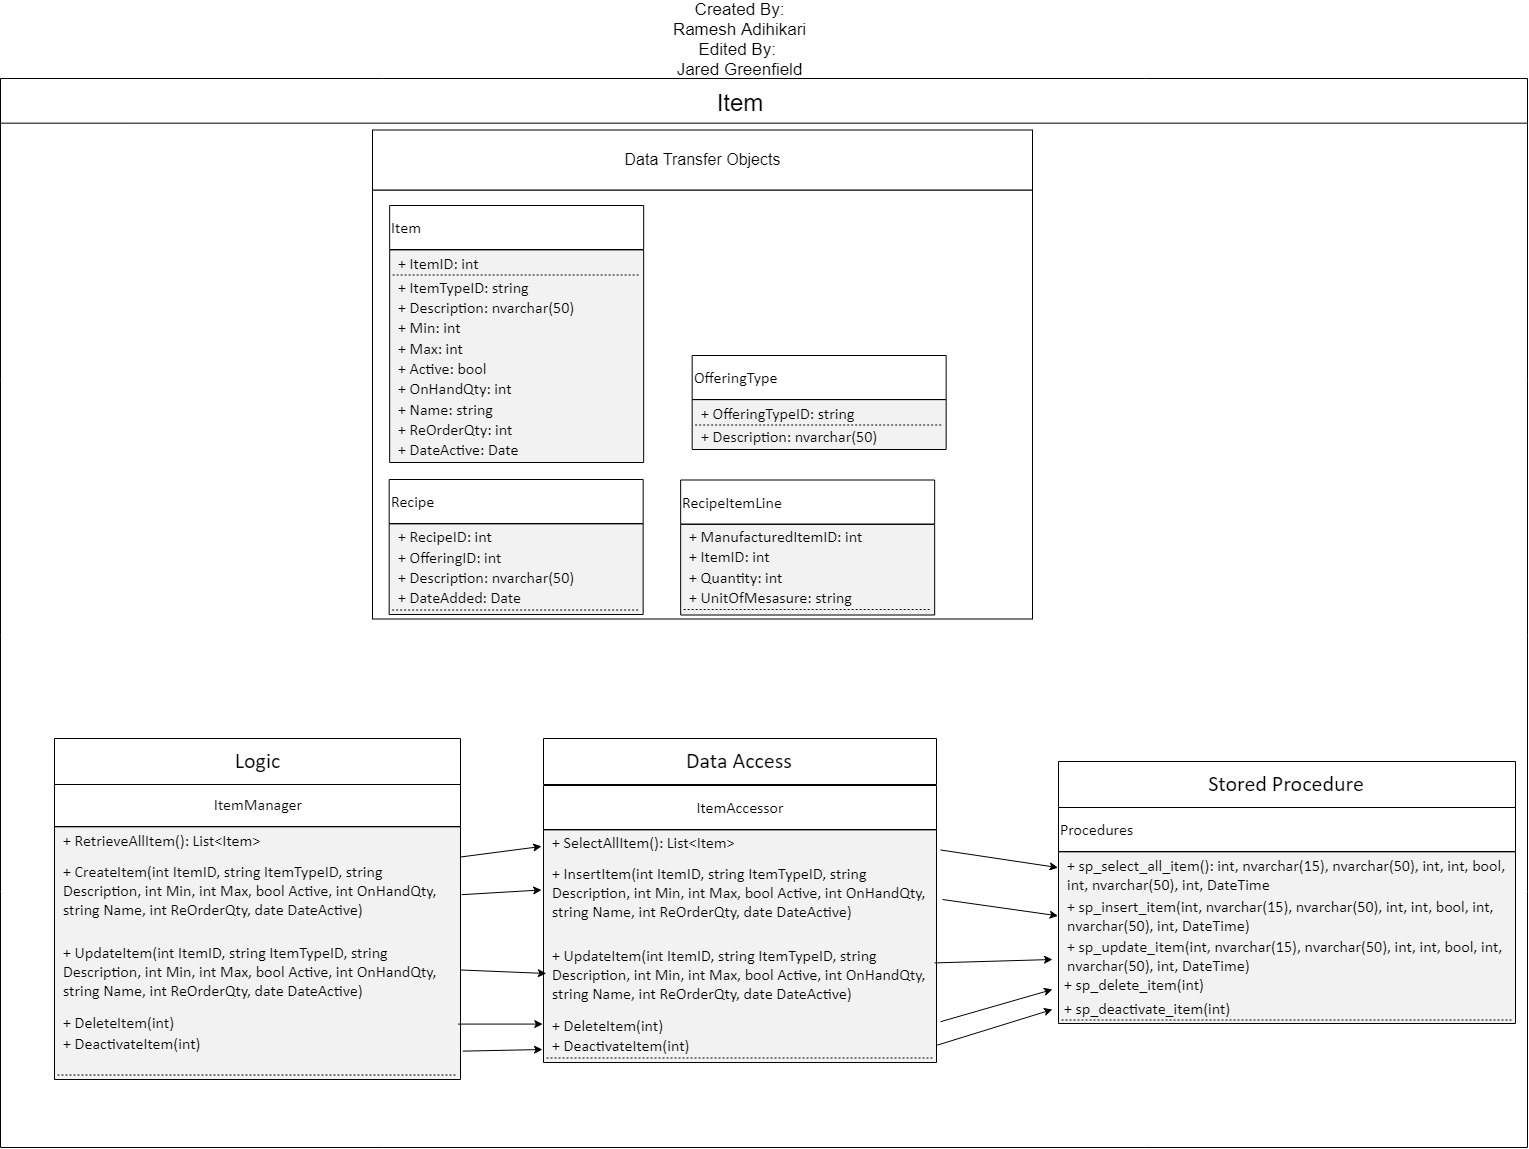 Created By:
Ramesh Adihikari
Edited By:
Jared Greenfield
Item
Data Transfer Objects
Item
+ ItemID: int
+ ItemTypeID: string
+ Description: nvarchar(50)
+ Min: int
+ Max: int
+ Active: bool
+ OnHandQty: int
+ Name: string
+ ReOrderQty: int
+ DateActive: Date
OfferingType
+ OfferingTypeID: string
+ Description: nvarchar(50)
Recipe
+ RecipeID: int
+ OfferingID: int
+ Description: nvarchar(50)
+ DateAdded: Date
RecipeItemLine
+ ManufacturedItemID: int
+ ItemID: int
+ Quantity: int
+ UnitOfMesasure: string
Logic
ItemManager
+ RetrieveAllItem(): List<Item>
+ CreateItem(int ItemID, string ItemTypeID, string
Description, int Min, int Max, bool Active, int OnHandQty,
string Name, int ReOrderQty, date DateActive)
+ UpdateItem(int ItemID, string ItemTypeID, string
Description, int Min, int Max, bool Active, int OnHandQty,
string Name, int ReOrderQty, date DateActive)
+ DeleteItem(int)
+ DeactivateItem(int)
Data Access
ItemAccessor
+ SelectAllItem(): List<Item>
+ InsertItem(int ItemID, string ItemTypeID, string
Description, int Min, int Max, bool Active, int OnHandQty,
string Name, int ReOrderQty, date DateActive)
+ UpdateItem(int ItemID, string ItemTypeID, string
Description, int Min, int Max, bool Active, int OnHandQty,
string Name, int ReOrderQty, date DateActive)
+ DeleteItem(int)
+ DeactivateItem(int)
Stored Procedure
Procedures
+ sp_select_all_item(): int, nvarchar(15), nvarchar(50), int, int, bool,
int, nvarchar(50), int, DateTime
+ sp_insert_item(int, nvarchar(15), nvarchar(50), int, int, bool, int,
nvarchar(50), int, DateTime)
+ sp_update_item(int, nvarchar(15), nvarchar(50), int, int, bool, int,
nvarchar(50), int, DateTime)
+ sp_delete_item(int)
+ sp_deactivate_item(int)